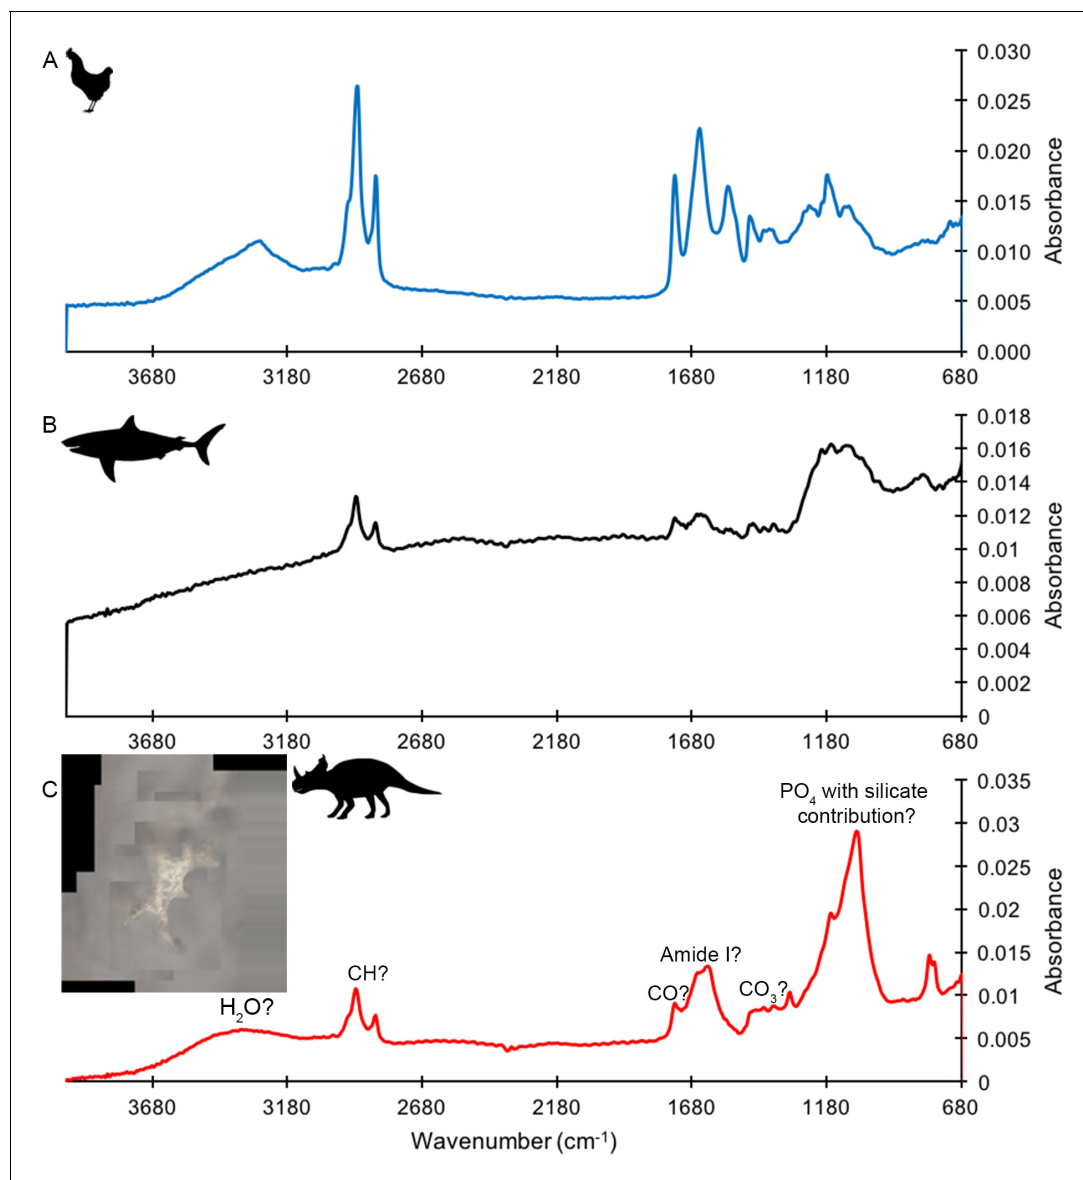 A
0.030
0.025
0.020
0.015
0.010
0.005
0.000
Absorbance
3680 3180 2680 2180 1680 1180 680
B
0.018
0.016
0.014
0.012
0.01
0.008
0.006
0.004
0.002
0
Absorbance
3680 3180 2680 2180 1680 1180 680
C
PO4 with silicate
contribution?
0.035
0.03
0.025
0.02
0.015
0.01
0.005
0
Absorbance
H2O?
CH?
CO?
Amide I?
CO3?
3680 3180 2680 2180 1680 1180 680
Wavenumber (cm-1)